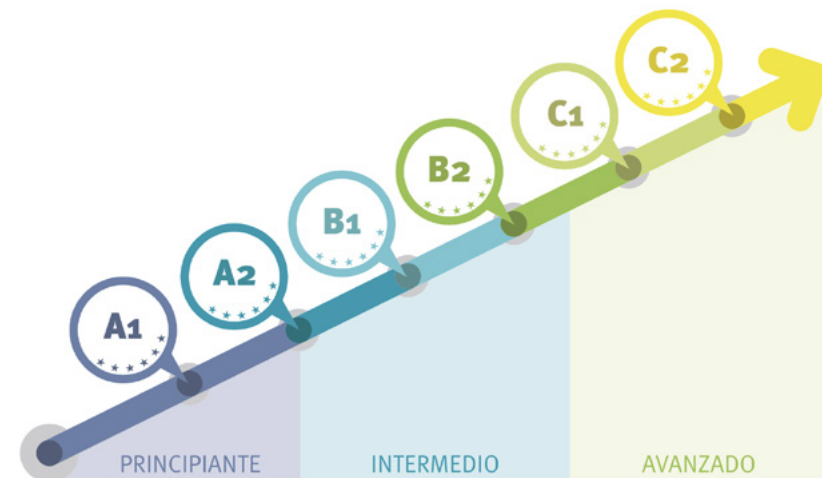 A1
A2
B1
B2
C1
C2
PRINCIPIANTE
INTERMEDIO
AVANZADO